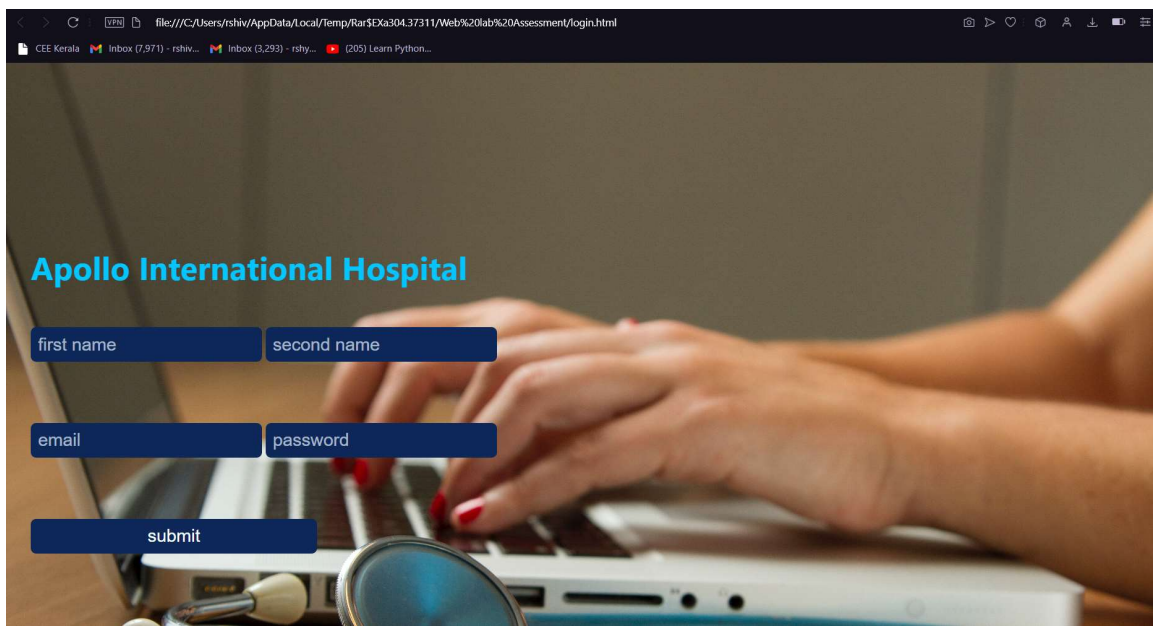 VPN file:///C:/Users/rshiv/AppData/Local/Temp/Rar$EXa304.37311/Web%20lab%20Assessment/login.html
CEE Kerala Inbox (7,971) - rshiv... Inbox (3,293) - rshy... (205) Learn Python...
Apollo International Hospital
first name second name
email password
submit